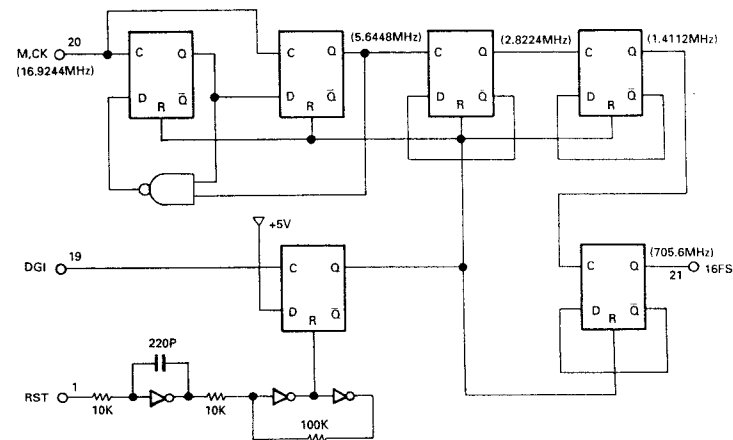 M,CK 20
(16.9244MHz)
C Q
D R Q̅
C Q
D R Q̅
(5.6448MHz)
C Q
D R Q̅
(2.8224MHz)
C Q
D R Q̅
(1.4112MHz)
+5V
DGI 19
C Q
D R Q̅
C Q
D R Q̅
(705.6MHz)
21 16FS
220P
RST 1
10K
10K
100K